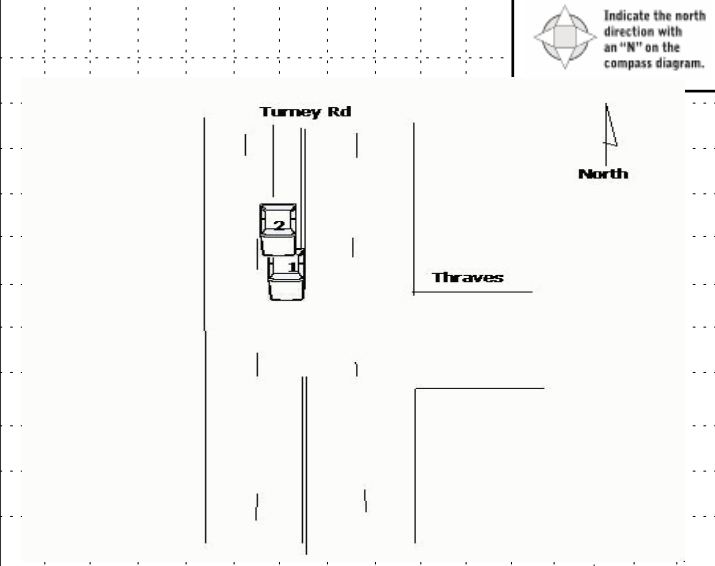 Indicate the north
direction with
an "N" on the
compass diagram.
Turney Rd
North
2
1
Thraves